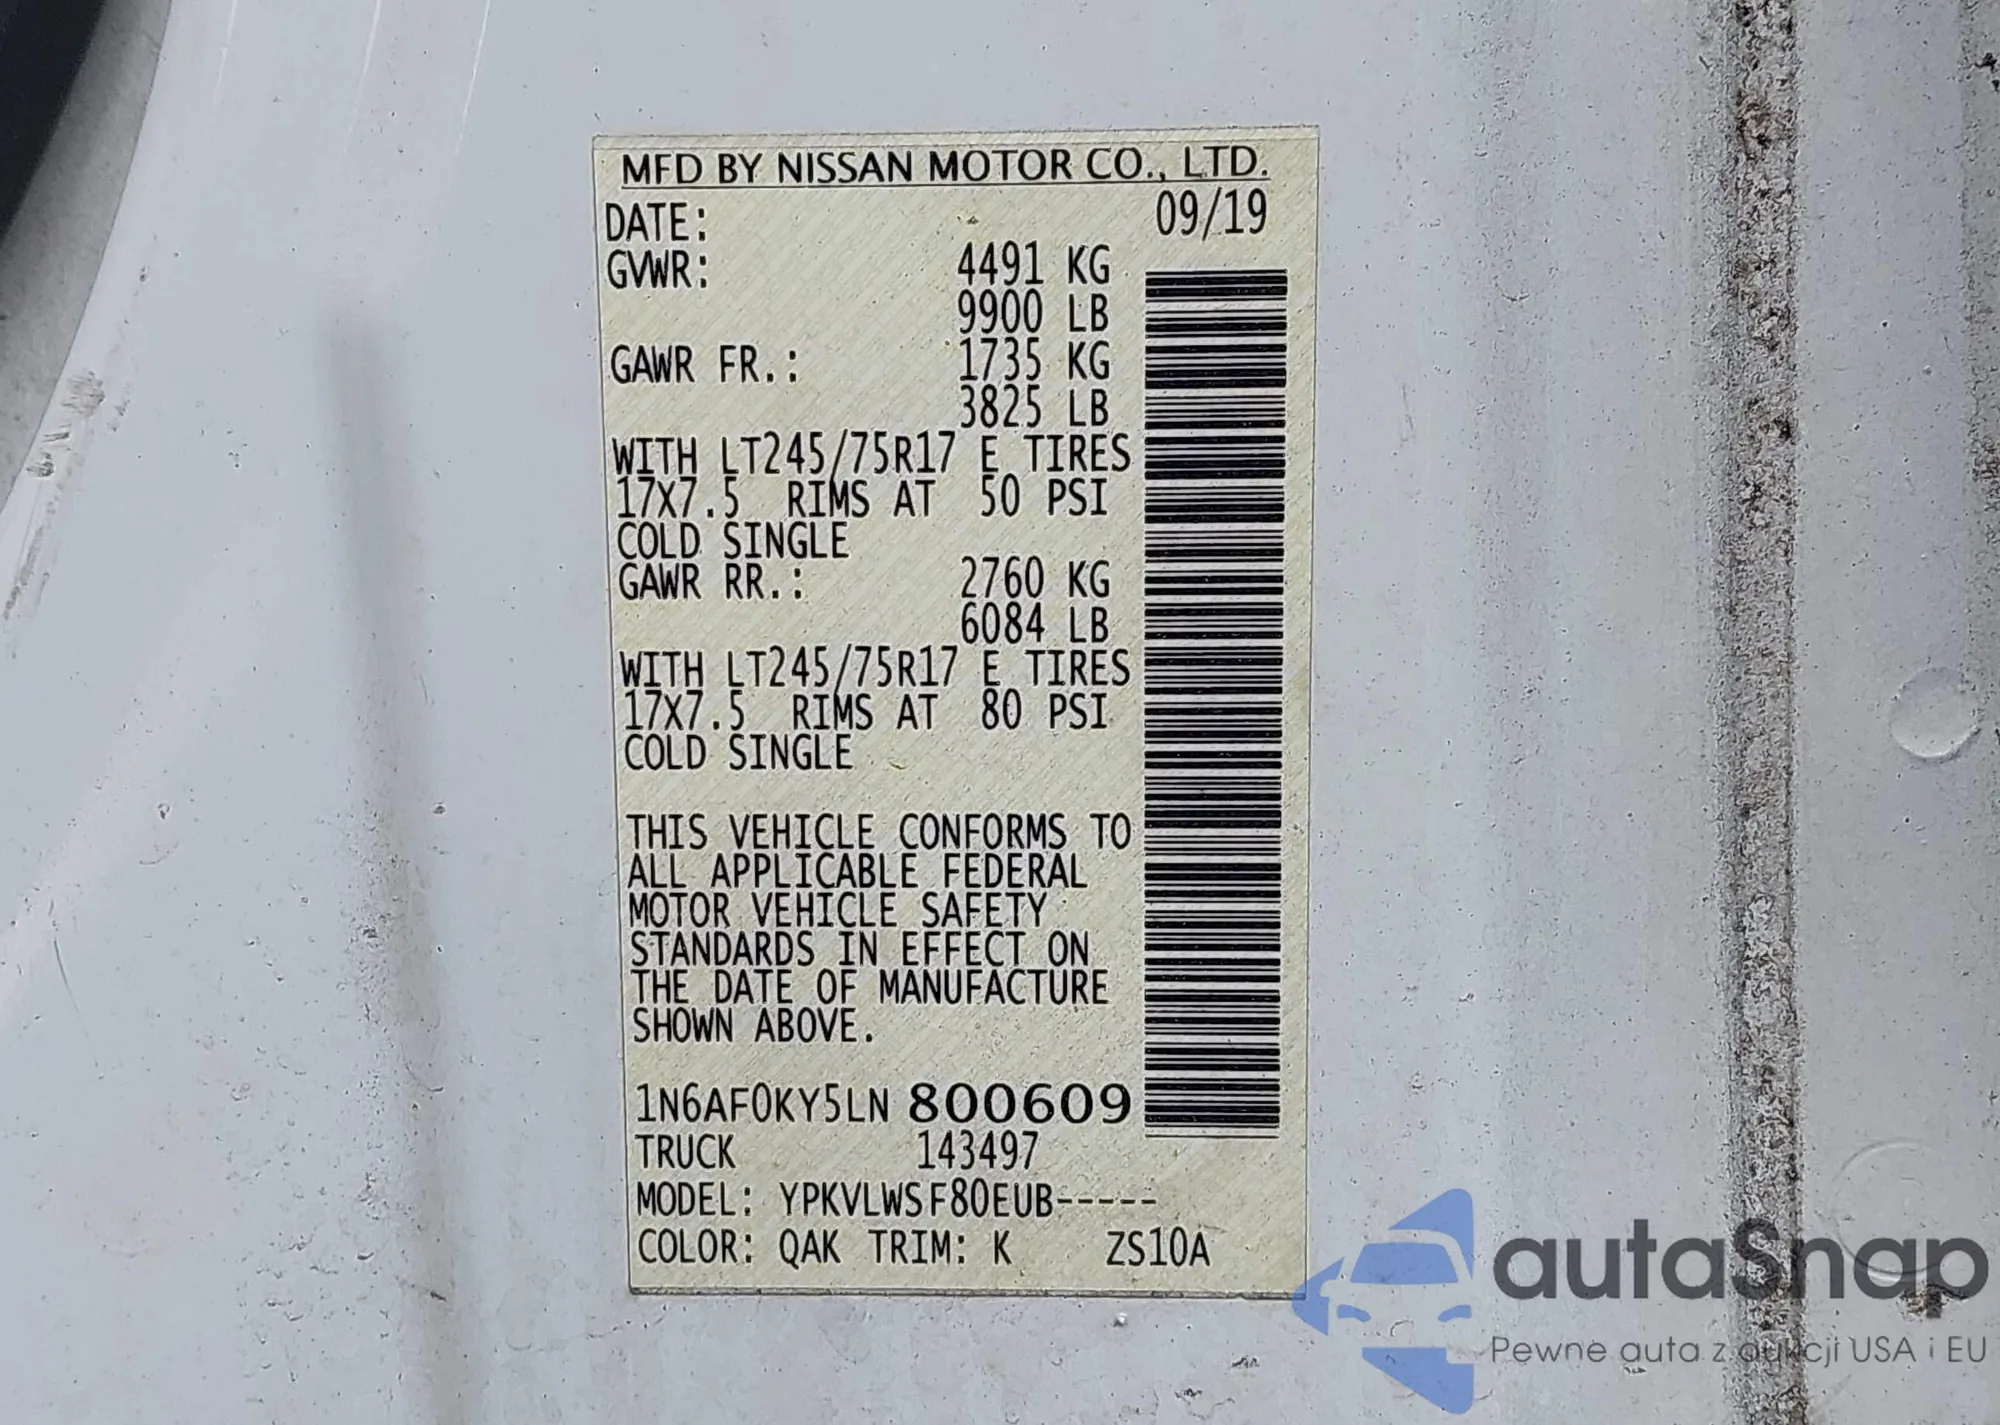 MFD BY NISSAN MOTOR CO., LTD.
DATE: 09/19
GVWR: 4491 KG
9900 LB
GAWR FR.: 1735 KG
3825 LB
WITH LT245/75R17 E TIRES
17X7.5 RIMS AT 50 PSI
COLD SINGLE
GAWR RR.: 2760 KG
6084 LB
WITH LT245/75R17 E TIRES
17X7.5 RIMS AT 80 PSI
COLD SINGLE
THIS VEHICLE CONFORMS TO
ALL APPLICABLE FEDERAL
MOTOR VEHICLE SAFETY
STANDARDS IN EFFECT ON
THE DATE OF MANUFACTURE
SHOWN ABOVE.
1N6AF0KY5LN 800609
TRUCK 143497
MODEL: YPKVLWSF80EUB-----
COLOR: QAK TRIM: K ZS10A
autaSnap
Pewne auta z aukcji USA i EU